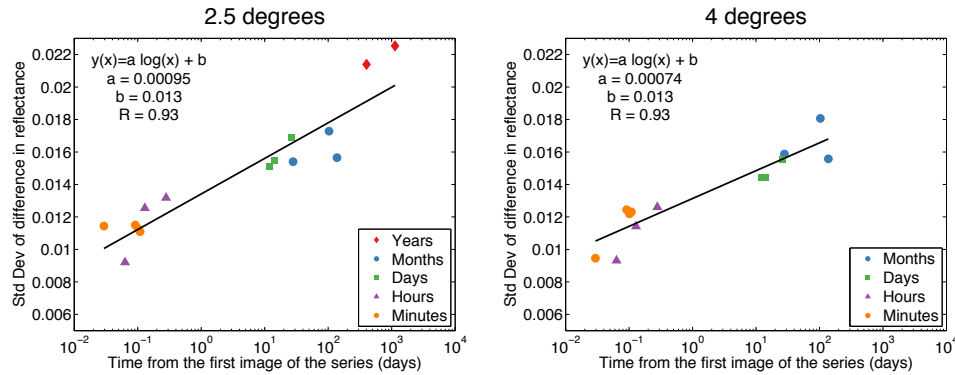 2.5 degrees
y(x)=a log(x) + b
a = 0.00095
b = 0.013
R = 0.93
Std Dev of difference in reflectance
0.022
0.02
0.018
0.016
0.014
0.012
0.01
0.008
0.006
Years
Months
Days
Hours
Minutes
10⁻² 10⁻¹ 10⁰ 10¹ 10² 10³ 10⁴
Time from the first image of the series (days)
4 degrees
y(x)=a log(x) + b
a = 0.00074
b = 0.013
R = 0.93
Std Dev of difference in reflectance
0.022
0.02
0.018
0.016
0.014
0.012
0.01
0.008
0.006
Months
Days
Hours
Minutes
10⁻² 10⁻¹ 10⁰ 10¹ 10² 10³ 10⁴
Time from the first image of the series (days)